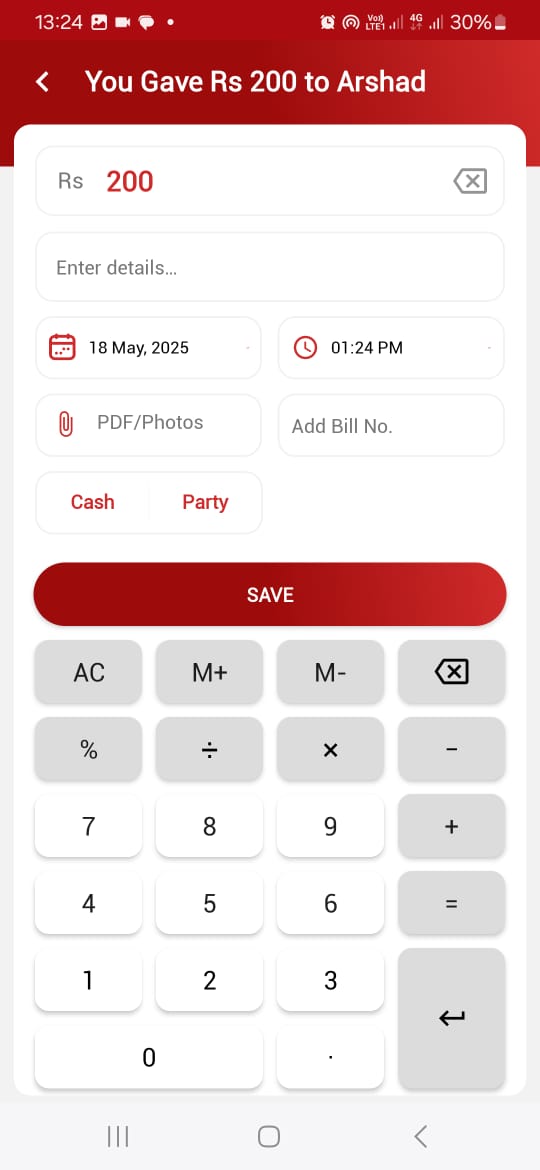 13:24 Vo) LTE1 4G 30%
You Gave Rs 200 to Arshad
Rs 200
Enter details...
18 May, 2025 01:24 PM
PDF/Photos Add Bill No.
Cash Party
SAVE
AC M+ M-
% ÷ × −
7 8 9 +
4 5 6 =
1 2 3
0 .